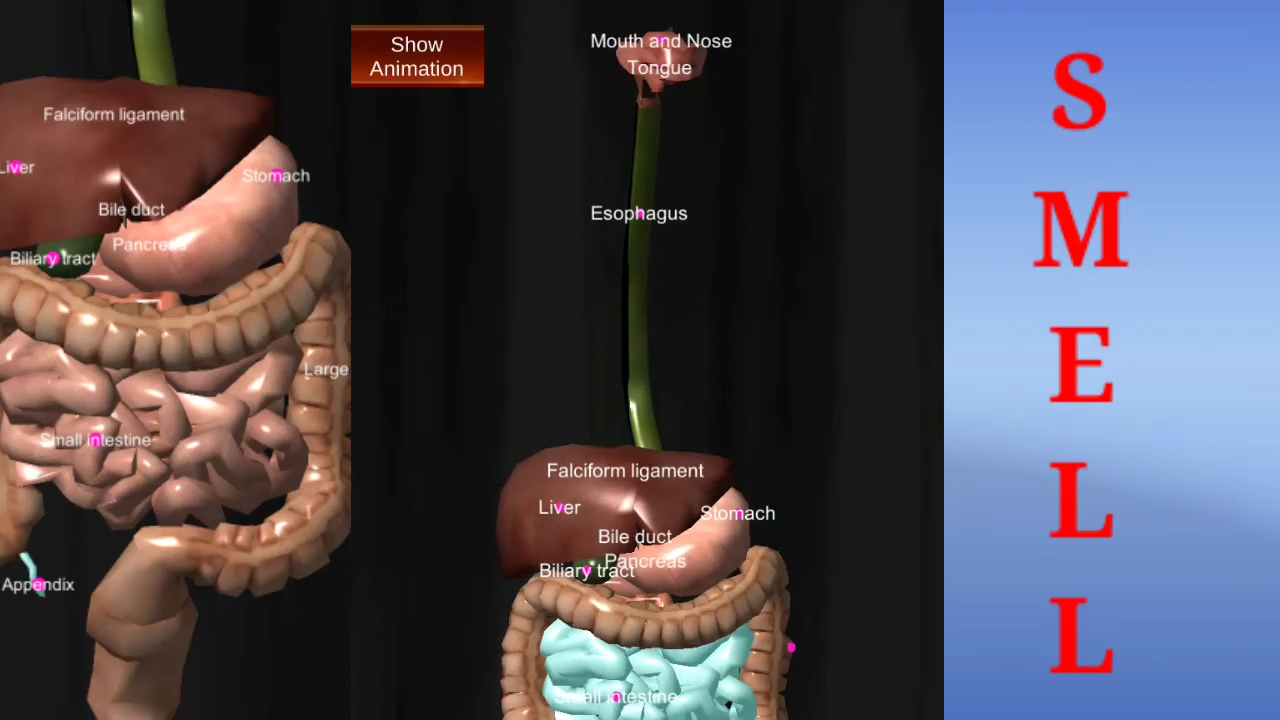 Falciform ligament
Liver
Stomach
Bile duct
Pancreas
Biliary tract
Large
Small intestine
Appendix
Show
Animation
Mouth and Nose
Tongue
Esophagus
Falciform ligament
Liver
Stomach
Bile duct
Pancreas
Biliary tract
Small intestine
S
M
E
L
L